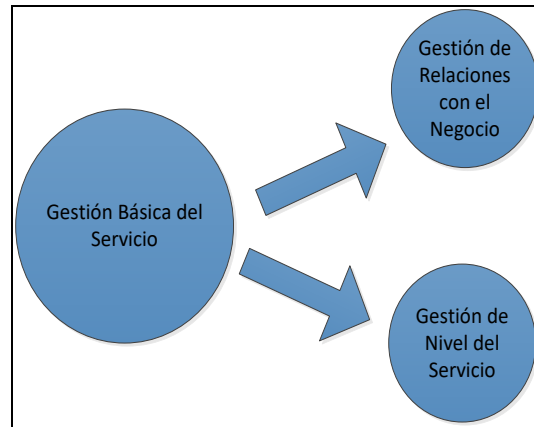 Gestión de
Relaciones
con el
Negocio
Gestión Básica del
Servicio
Gestión de
Nivel del
Servicio